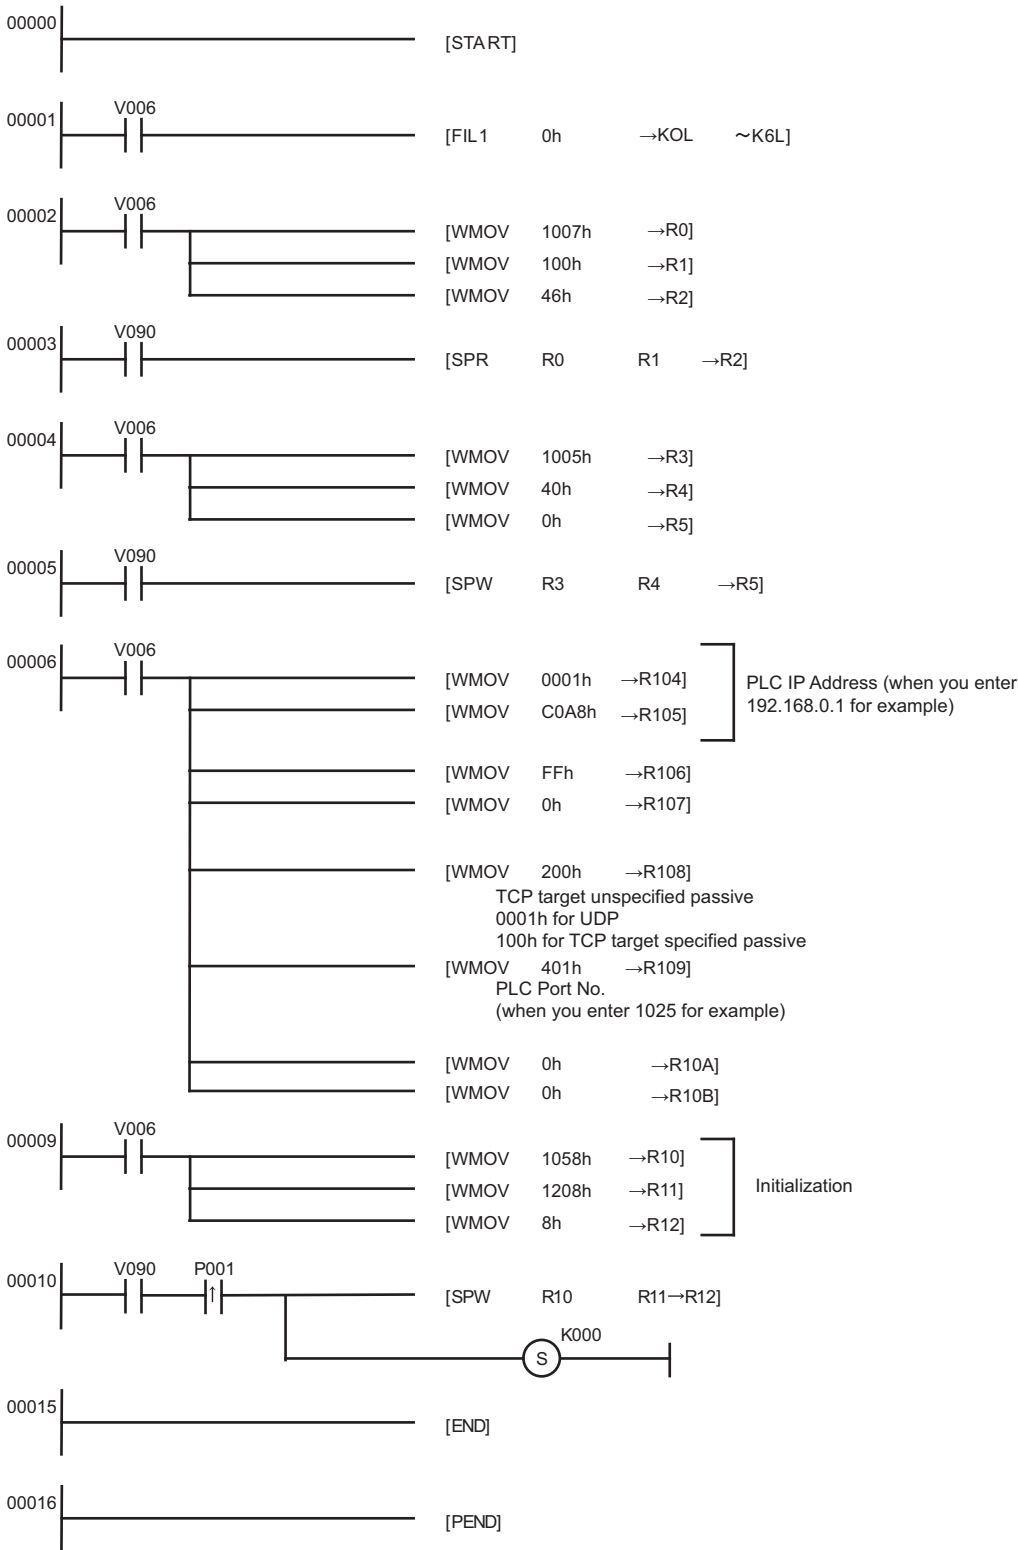 00000
[START]
V006
00001
[FIL1 0h →KOL ～K6L]
V006
00002
[WMOV 1007h →R0]
[WMOV 100h →R1]
[WMOV 46h →R2]
V090
00003
[SPR R0 R1 →R2]
V006
00004
[WMOV 1005h →R3]
[WMOV 40h →R4]
[WMOV 0h →R5]
V090
00005
[SPW R3 R4 →R5]
V006
00006
[WMOV 0001h →R104]
[WMOV C0A8h →R105]
PLC IP Address (when you enter
192.168.0.1 for example)
[WMOV FFh →R106]
[WMOV 0h →R107]
[WMOV 200h →R108]
TCP target unspecified passive
0001h for UDP
100h for TCP target specified passive
[WMOV 401h →R109]
PLC Port No.
(when you enter 1025 for example)
[WMOV 0h →R10A]
[WMOV 0h →R10B]
V006
00009
[WMOV 1058h →R10]
[WMOV 1208h →R11]
[WMOV 8h →R12]
Initialization
V090 P001
00010
↑
[SPW R10 R11→R12]
K000
S
00015
[END]
00016
[PEND]